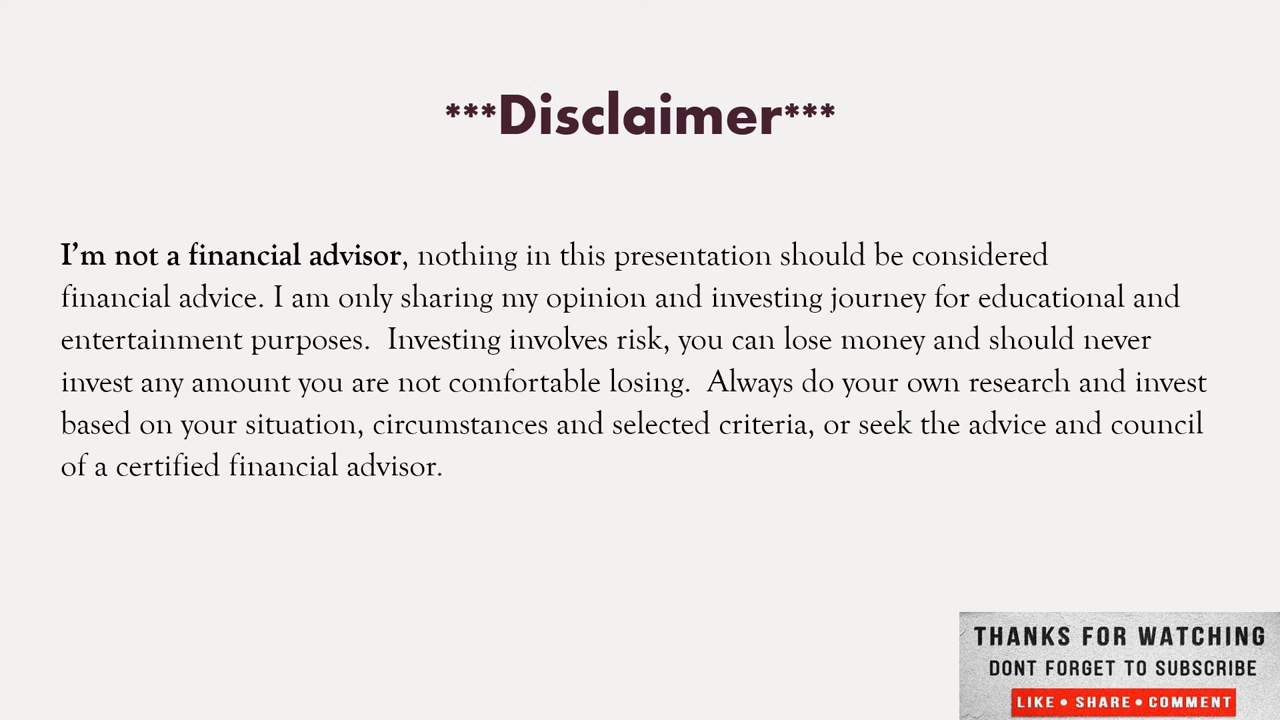 ***Disclaimer***
I’m not a financial advisor, nothing in this presentation should be considered
financial advice. I am only sharing my opinion and investing journey for educational and
entertainment purposes.  Investing involves risk, you can lose money and should never
invest any amount you are not comfortable losing.  Always do your own research and invest
based on your situation, circumstances and selected criteria, or seek the advice and council
of a certified financial advisor.
THANKS FOR WATCHING
DONT FORGET TO SUBSCRIBE
LIKE • SHARE • COMMENT